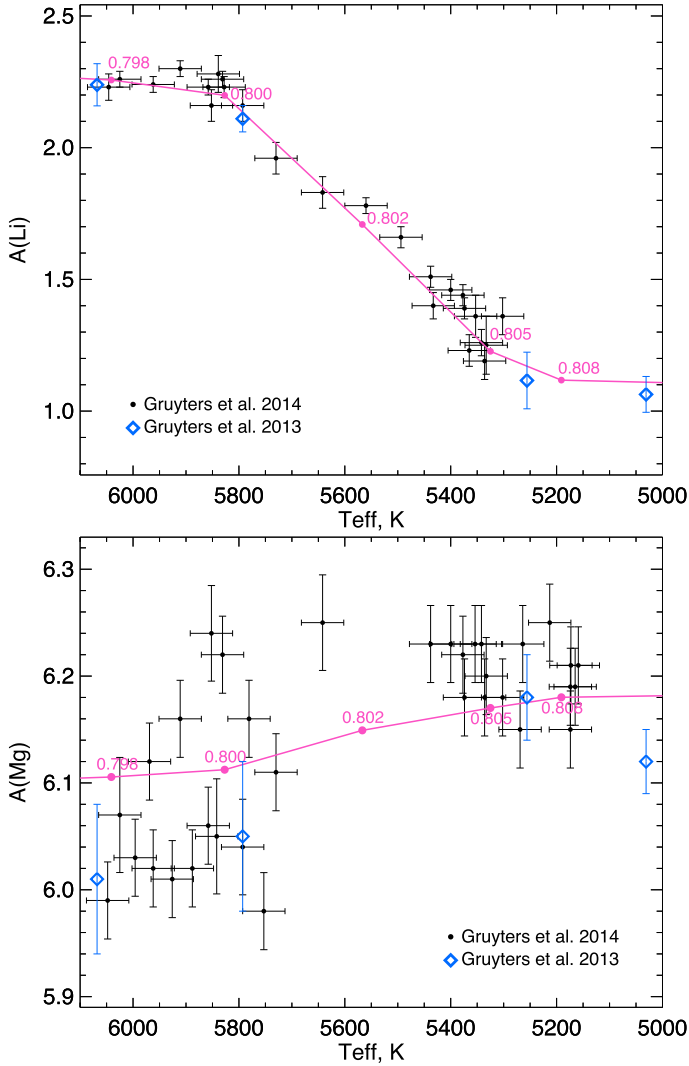 2.5
0.798
0.800
2.0
0.802
A(Li)
1.5
0.805
0.808
1.0
Gruyters et al. 2014
Gruyters et al. 2013
6000 5800 5600 5400 5200 5000
Teff, K
6.3
6.2
0.808
0.802
0.805
A(Mg)
0.798
0.800
6.1
6.0
Gruyters et al. 2014
Gruyters et al. 2013
5.9
6000 5800 5600 5400 5200 5000
Teff, K